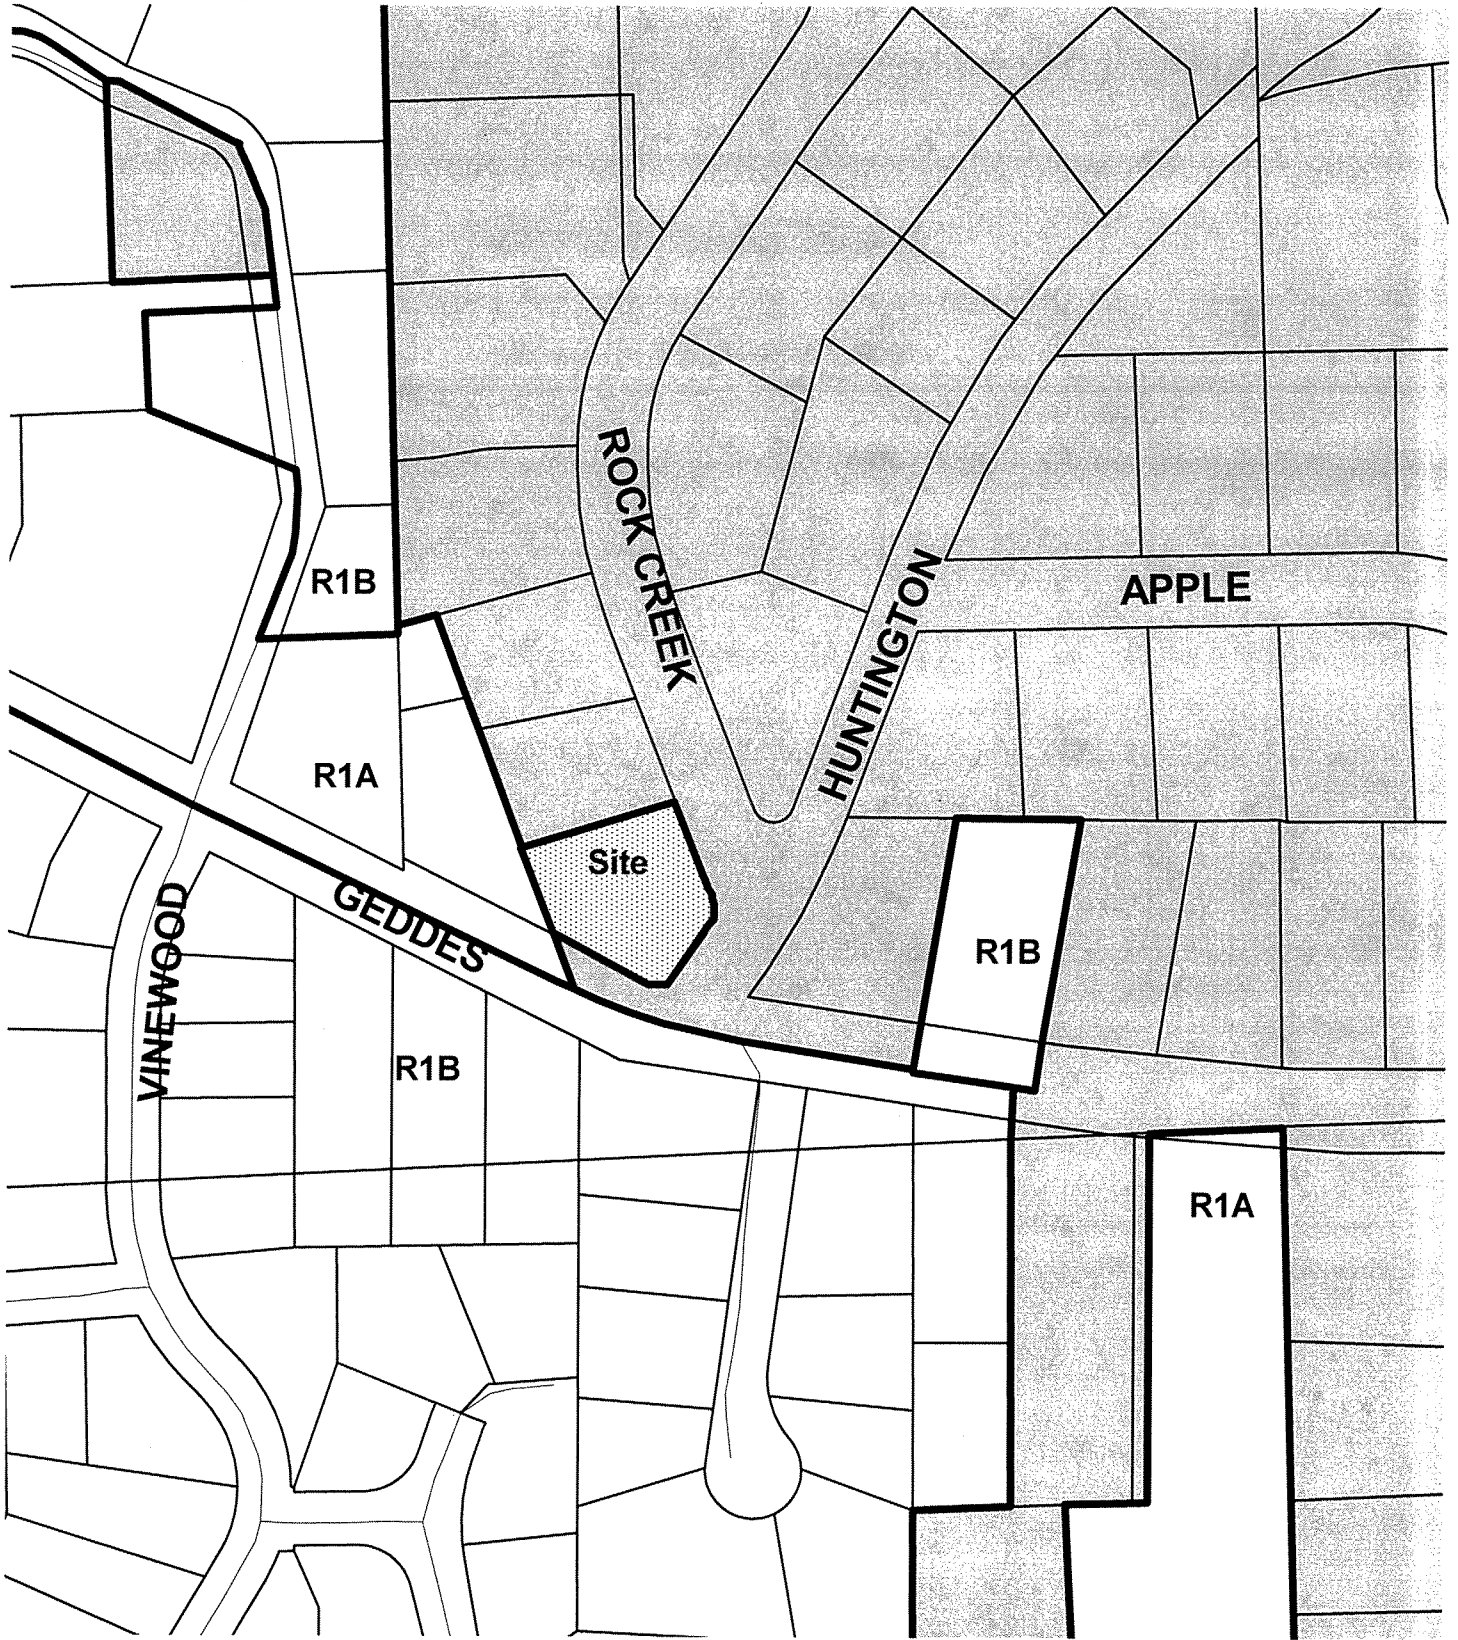 ROCK CREEK
HUNTINGTON
APPLE
R1B
R1A
Site
GEDDES
VINEWOOD
R1B
R1B
R1A